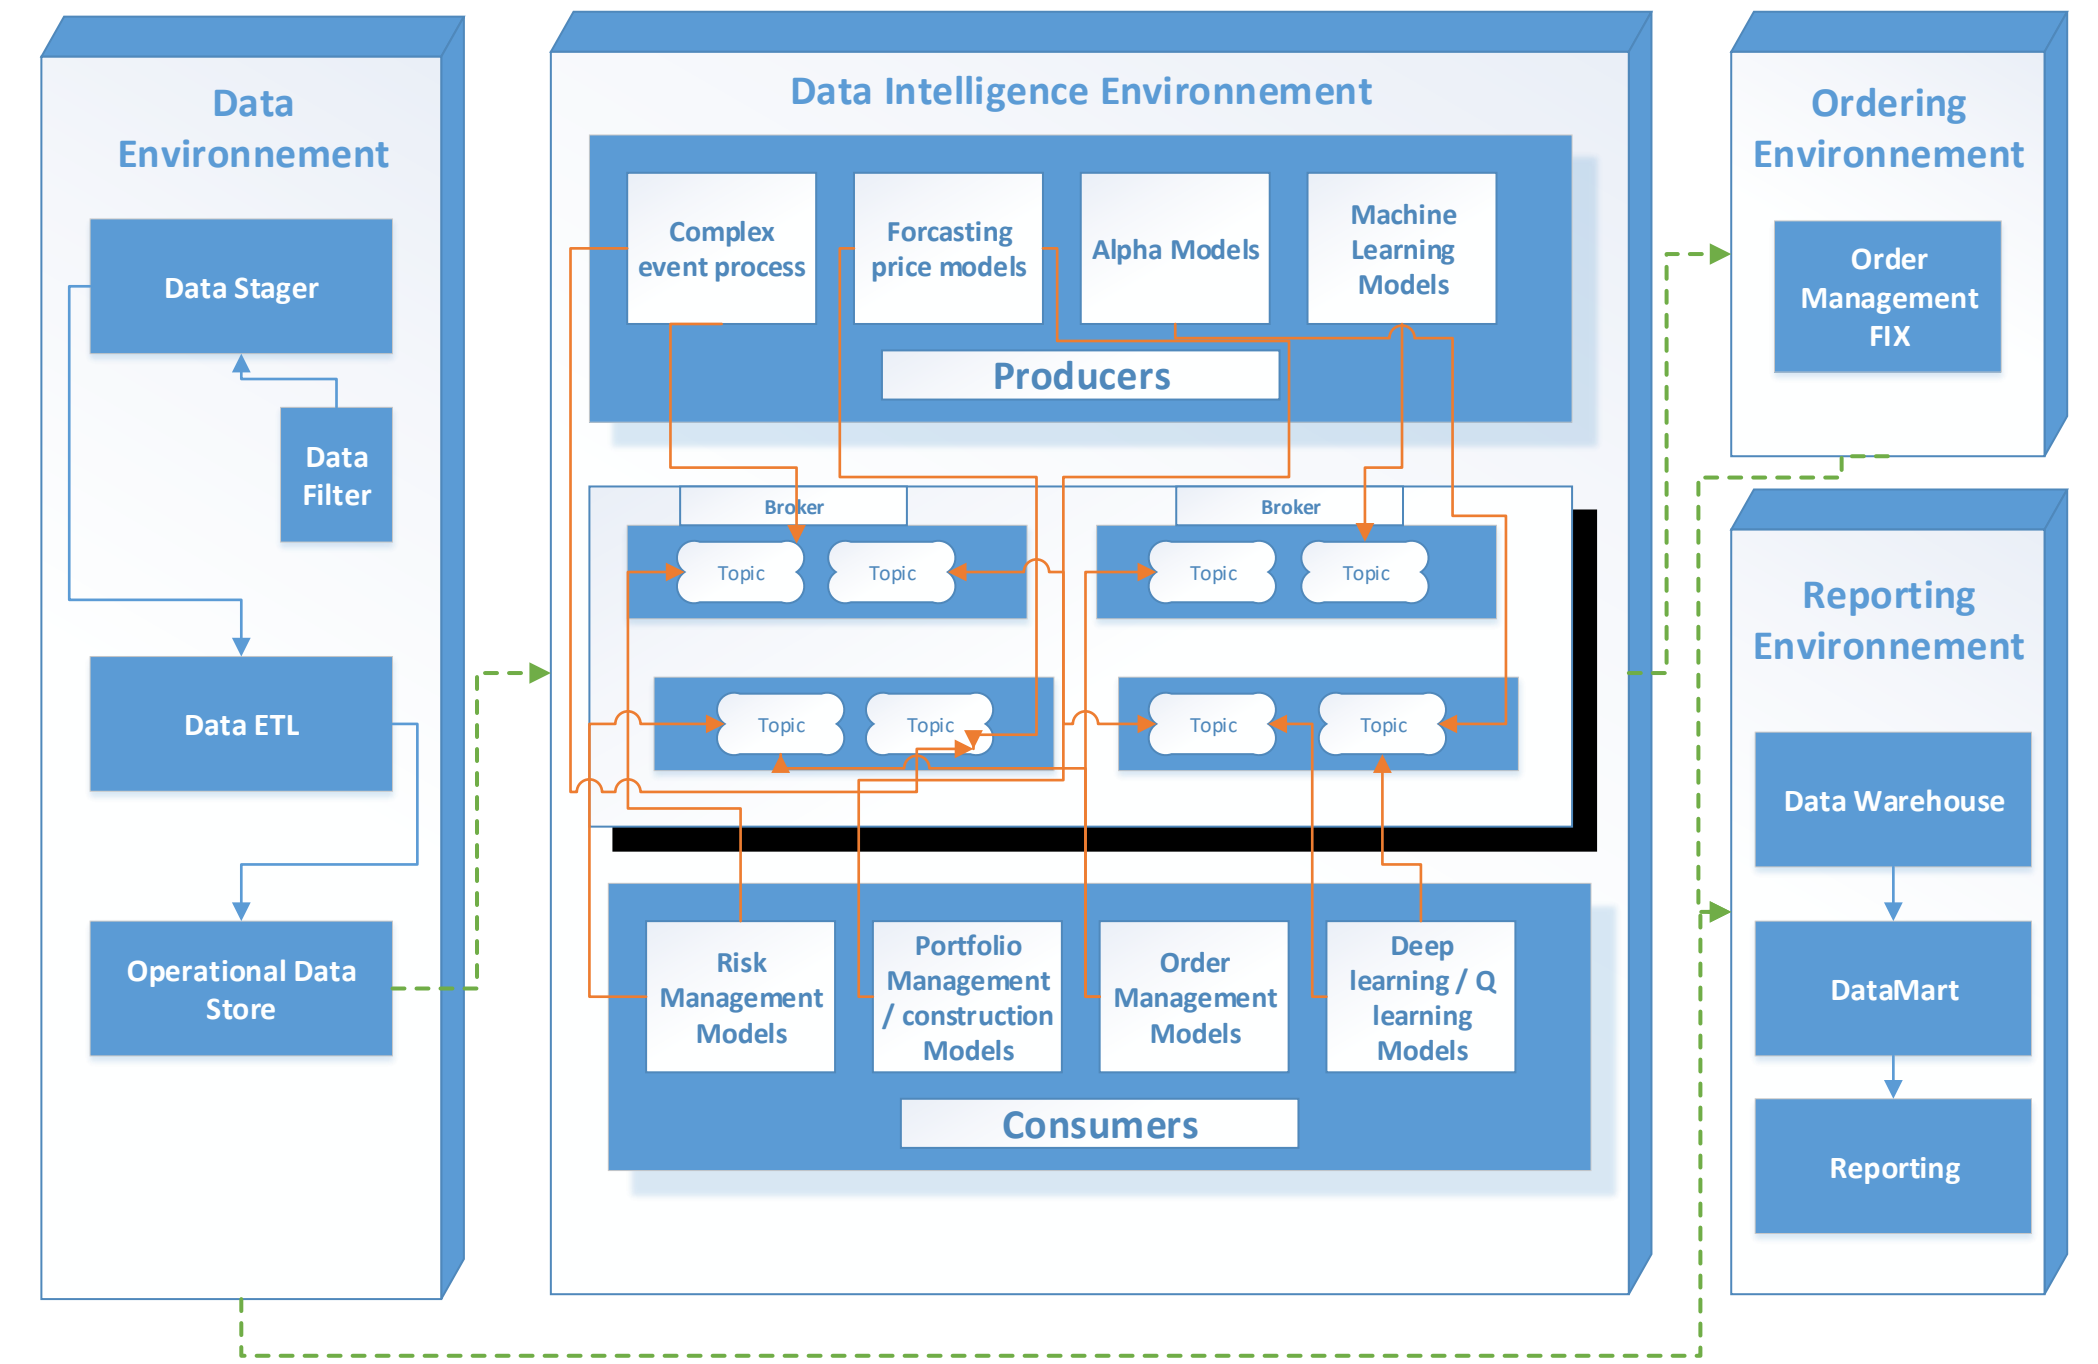 Data
Environnement
Data Stager
Data
Filter
Data ETL
Operational Data
Store
Data Intelligence Environnement
Complex
event process
Forcasting
price models
Alpha Models
Machine
Learning
Models
Producers
Broker
Broker
Topic
Topic
Topic
Topic
Topic
Topic
Topic
Topic
Risk
Management
Models
Portfolio
Management
/ construction
Models
Order
Management
Models
Deep
learning / Q
learning
Models
Consumers
Ordering
Environnement
Order
Management
FIX
Reporting
Environnement
Data Warehouse
DataMart
Reporting